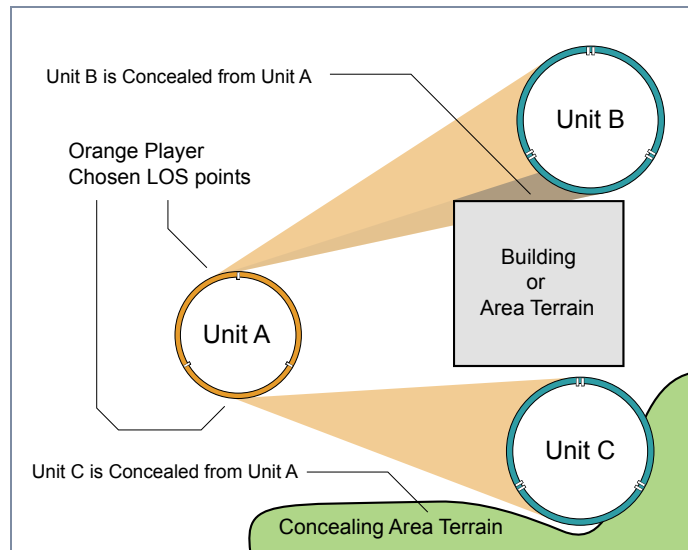 Unit B is Concealed from Unit A
Unit B
Orange Player
Chosen LOS points
Building
or
Area Terrain
Unit A
Unit C
Unit C is Concealed from Unit A
Concealing Area Terrain